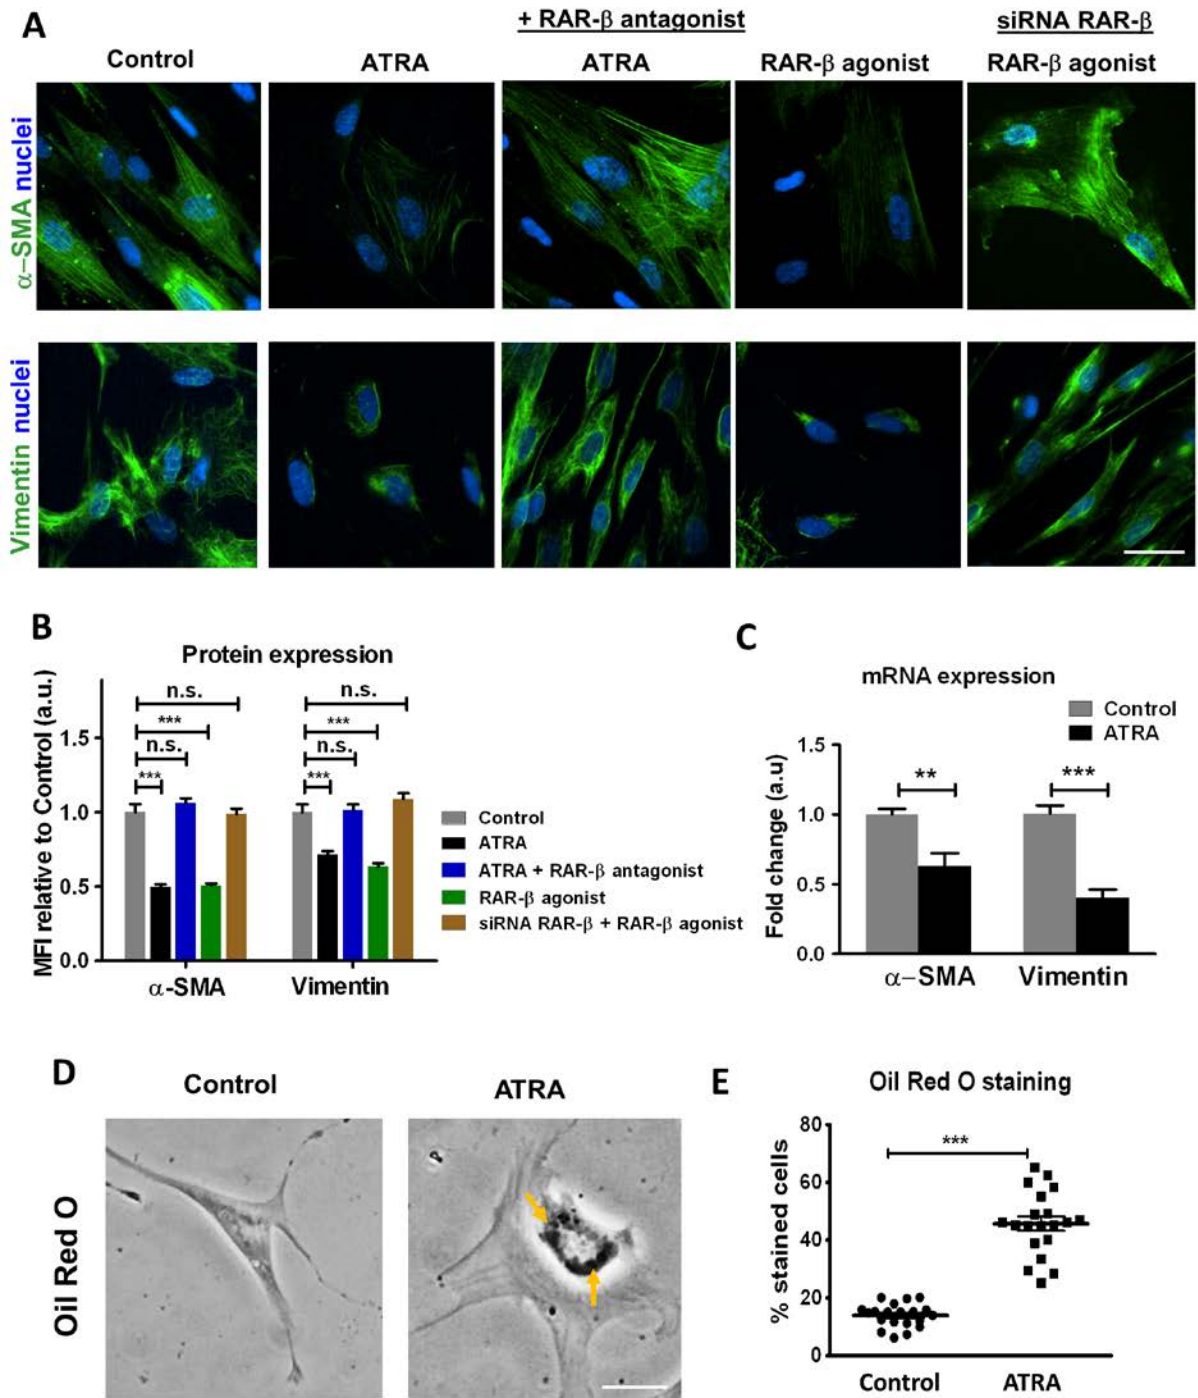 A
+ RAR-β antagonist
siRNA RAR-β
Control
ATRA
ATRA
RAR-β agonist
RAR-β agonist
α-SMA nuclei
Vimentin nuclei
B
Protein expression
MFI relative to Control (a.u.)
n.s.
n.s.
***
***
n.s.
n.s.
***
***
1.5
1.0
0.5
0.0
α-SMA
Vimentin
Control
ATRA
ATRA + RAR-β antagonist
RAR-β agonist
siRNA RAR-β + RAR-β agonist
C
mRNA expression
Control
ATRA
Fold change (a.u)
1.5
1.0
0.5
0.0
**
***
α-SMA
Vimentin
D
Control
ATRA
Oil Red O
E
Oil Red O staining
% stained cells
80
60
40
20
0
***
Control
ATRA